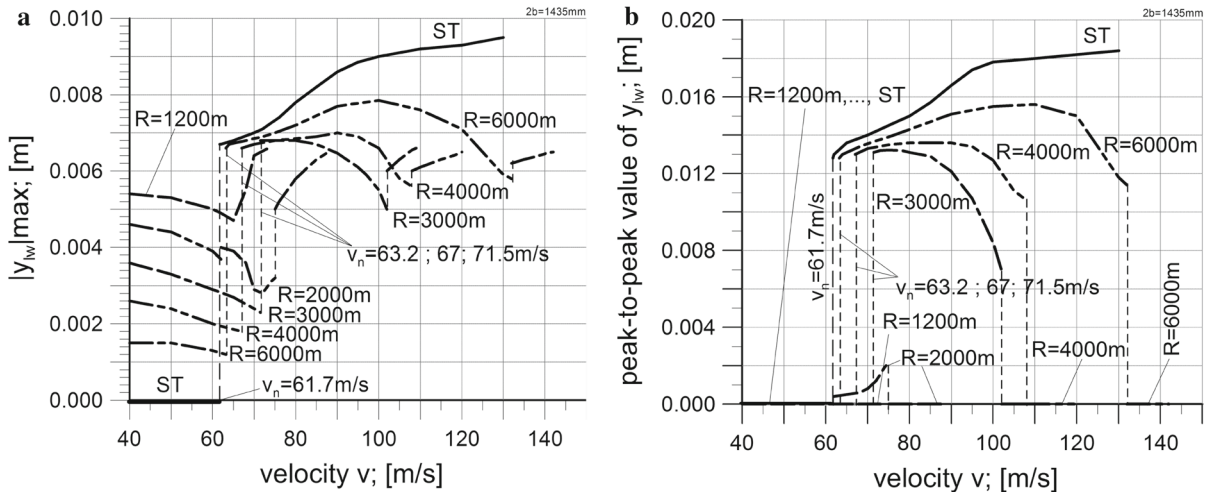 a
2b=1435mm
0.010
0.008
0.006
0.004
0.002
0.000
|y_lw|max; [m]
ST
R=1200m
R=6000m
R=4000m
R=3000m
v_n=63.2 ; 67; 71.5m/s
R=2000m
R=3000m
R=4000m
R=6000m
ST
v_n=61.7m/s
40 60 80 100 120 140
velocity v; [m/s]
b
2b=1435mm
0.020
0.016
0.012
0.008
0.004
0.000
peak-to-peak value of y_lw; [m]
ST
R=1200m,..., ST
R=6000m
R=4000m
R=3000m
v_n=61.7m/s
v_n=63.2 ; 67; 71.5m/s
R=1200m
R=2000m
R=4000m
R=6000m
40 60 80 100 120 140
velocity v; [m/s]